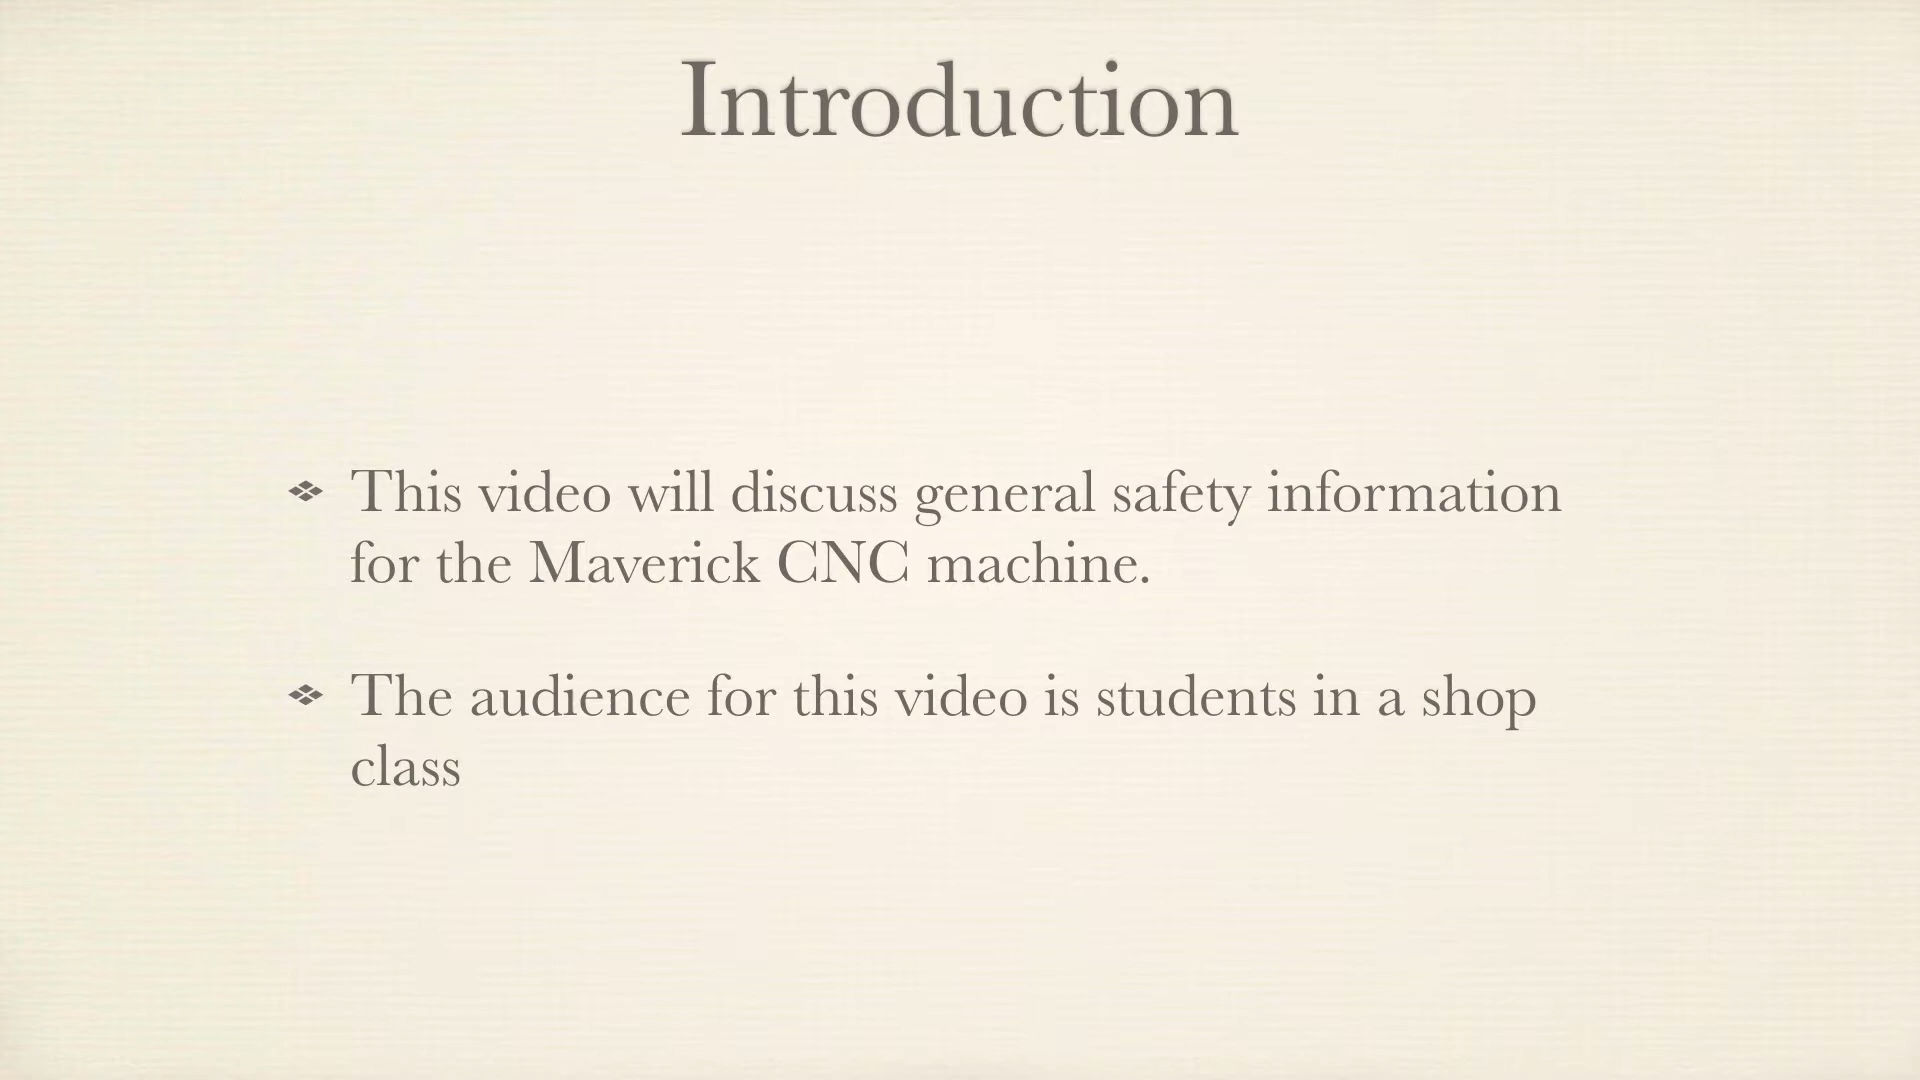 Introduction
❖ This video will discuss general safety information
for the Maverick CNC machine.
❖ The audience for this video is students in a shop
class